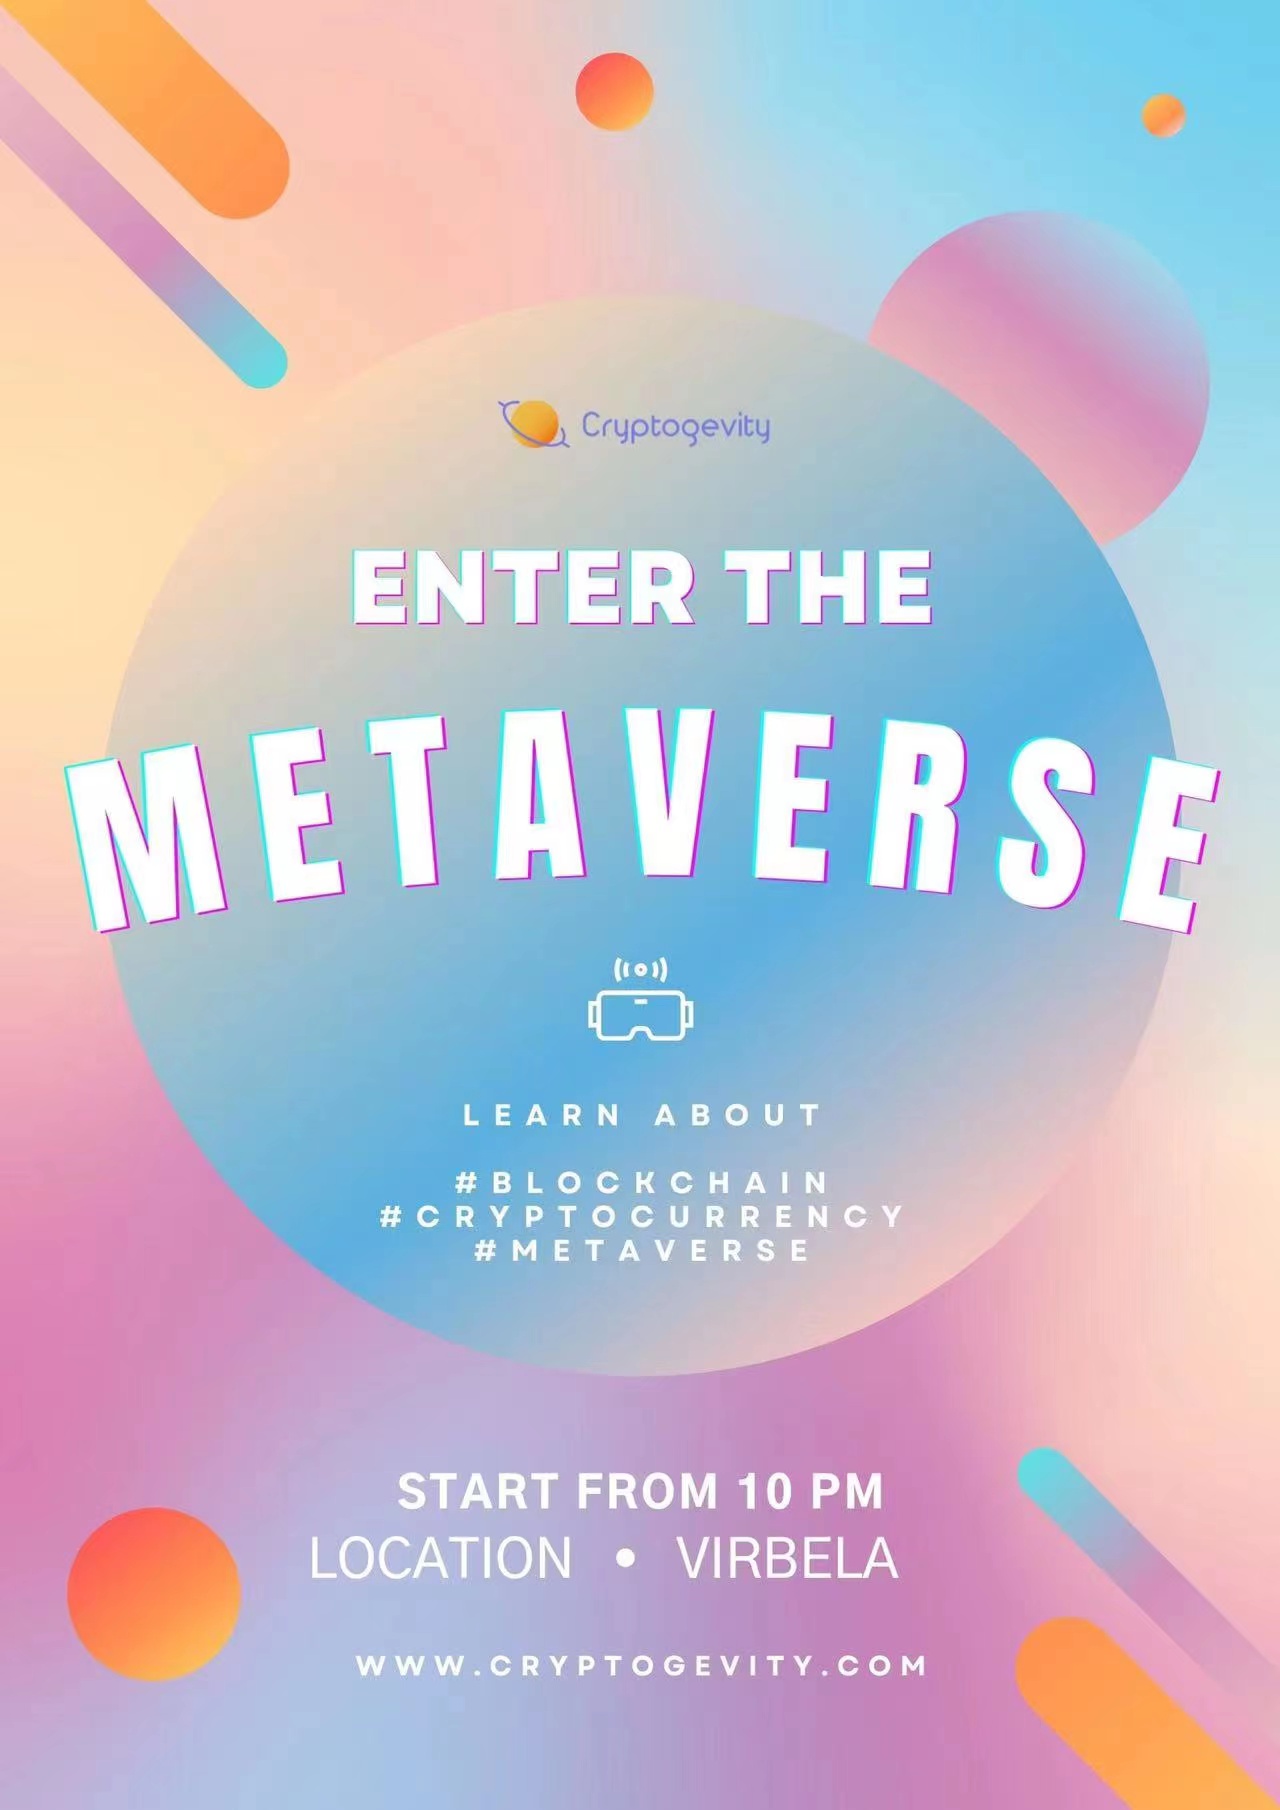 Cryptogevity
ENTER THE
METAVERSE
LEARN ABOUT
#BLOCKCHAIN
#CRYPTOCURRENCY
#METAVERSE
START FROM 10 PM
LOCATION • VIRBELA
WWW.CRYPTOGEVITY.COM